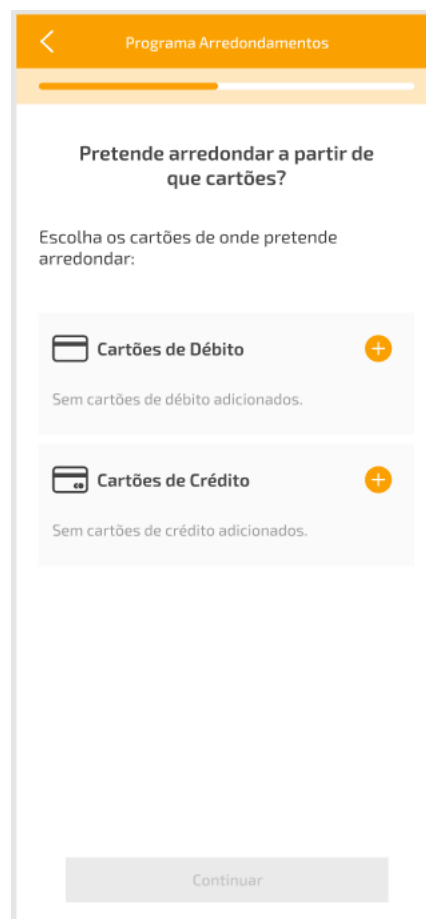 Programa Arredondamentos
Pretende arredondar a partir de
que cartões?
Escolha os cartões de onde pretende
arredondar:
Cartões de Débito
Sem cartões de débito adicionados.
Cartões de Crédito
Sem cartões de crédito adicionados.
Continuar